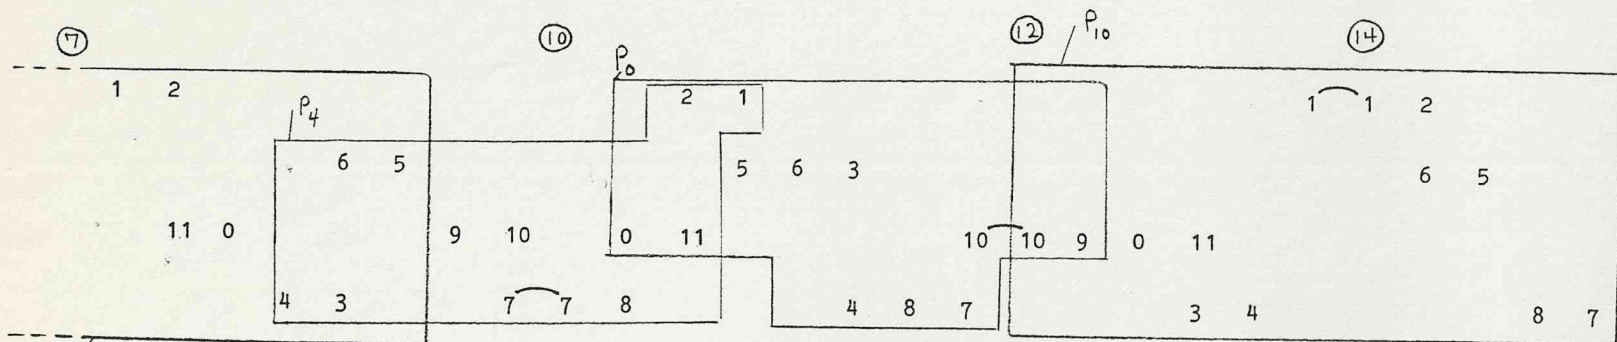 ⑦ ⑩ ⑫ P10 ⑭
P0
1 2 2 1 1 1 2
P4
6 5 5 6 3 6 5
11 0 9 10 0 11 10 10 9 0 11
4 3 7 7 8 4 8 7 3 4 8 7